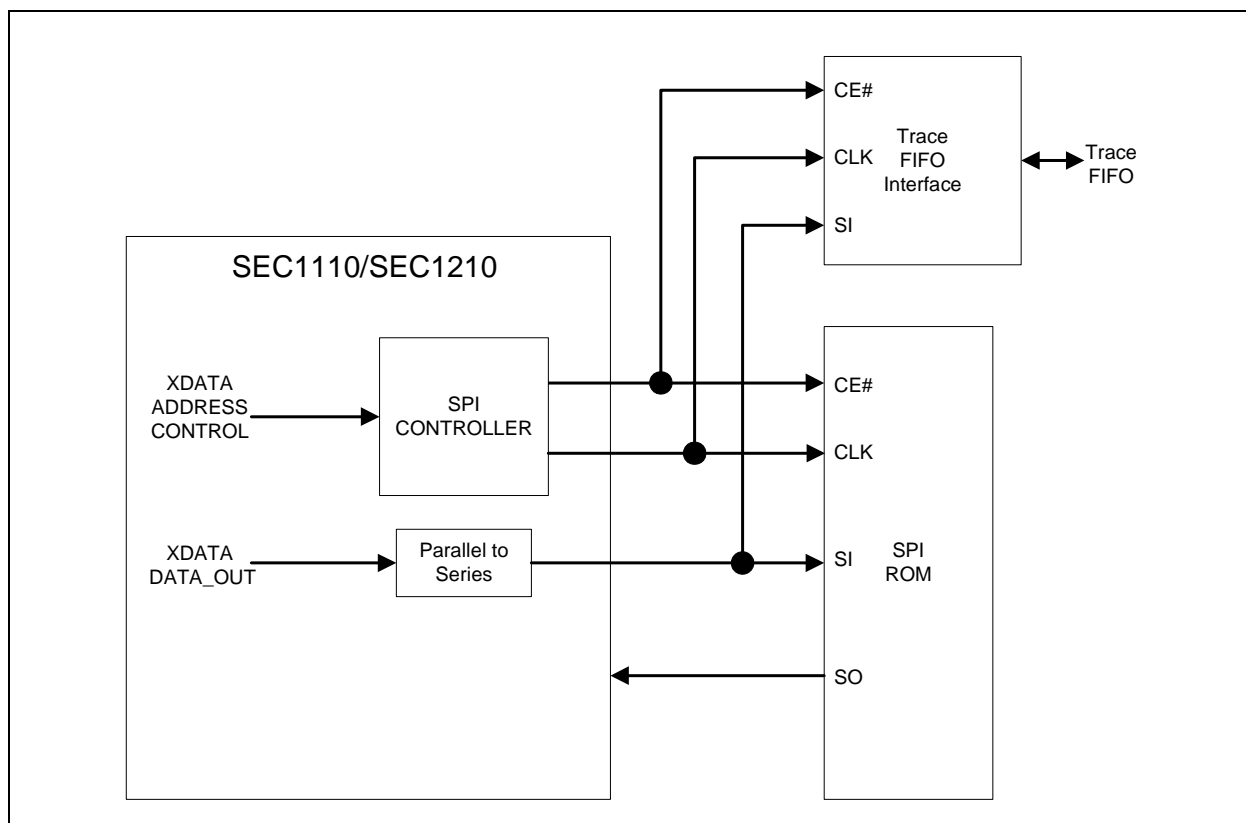 CE#
CLK
SI
Trace
FIFO
Interface
Trace
FIFO
SEC1110/SEC1210
XDATA
ADDRESS
CONTROL
SPI
CONTROLLER
XDATA
DATA_OUT
Parallel to
Series
CE#
CLK
SI
SO
SPI
ROM